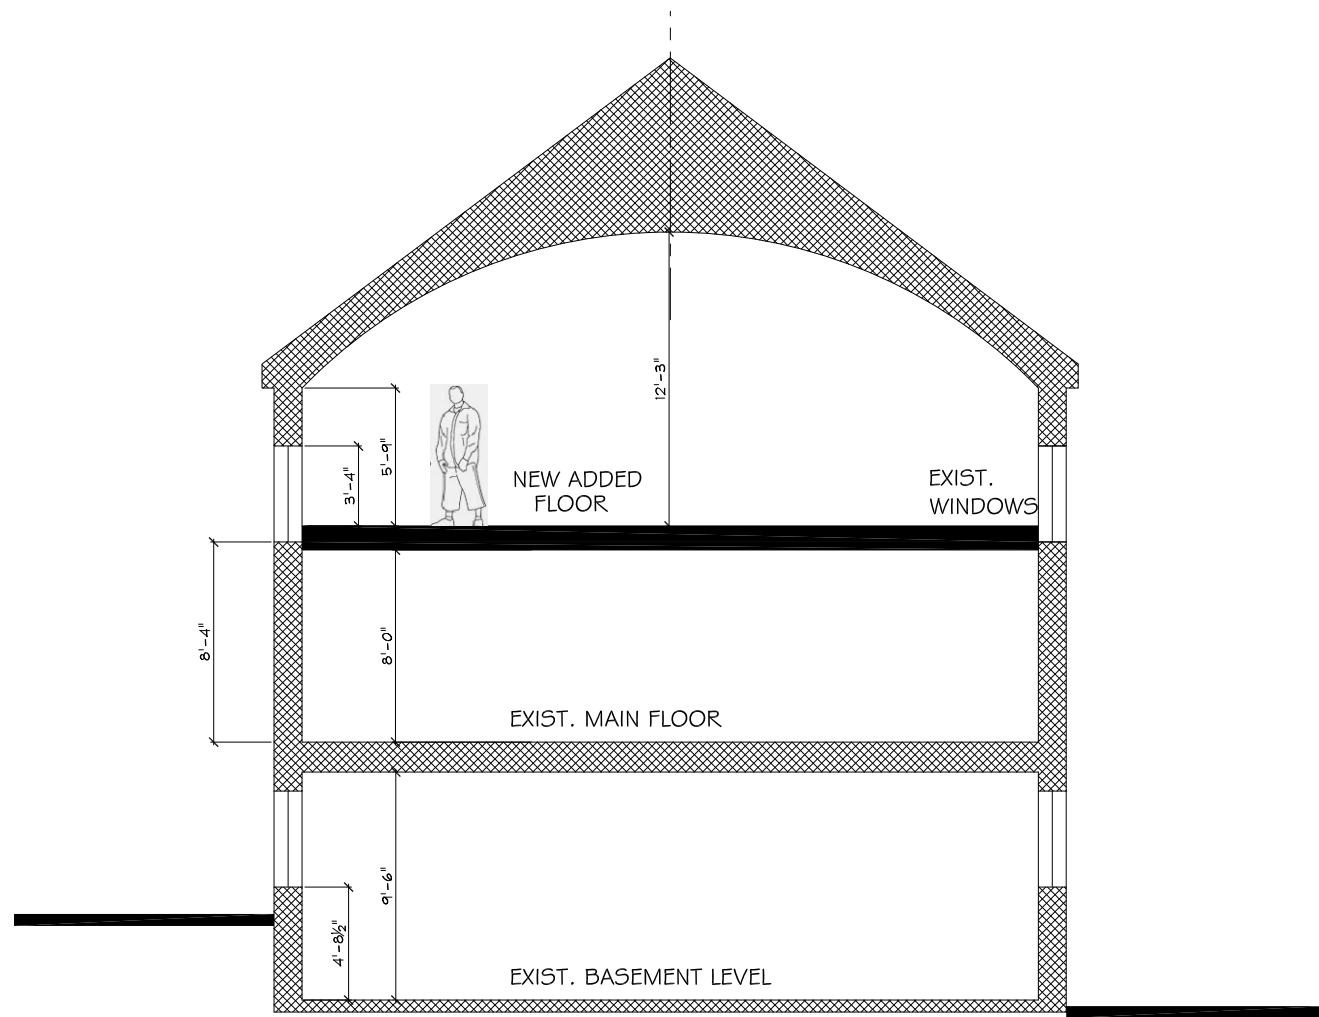 12'-3"
5'-9"
3'-4"
NEW ADDED
FLOOR
EXIST.
WINDOWS
8'-4"
8'-0"
EXIST. MAIN FLOOR
9'-6"
4'-8½"
EXIST. BASEMENT LEVEL